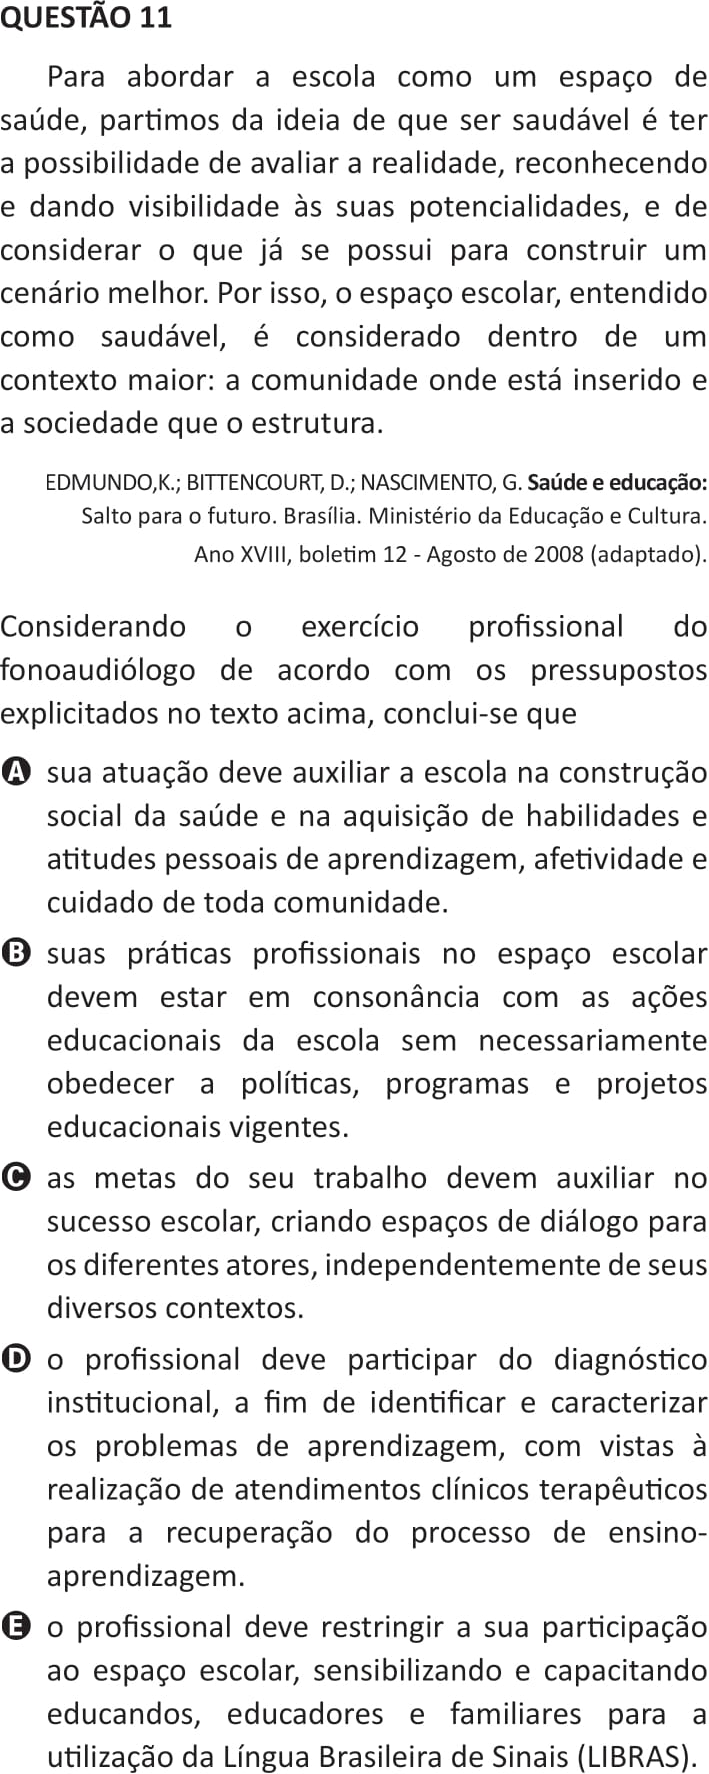 QUESTÃO 11
Para abordar a escola como um espaço de
saúde, partimos da ideia de que ser saudável é ter
a possibilidade de avaliar a realidade, reconhecendo
e dando visibilidade às suas potencialidades, e de
considerar o que já se possui para construir um
cenário melhor. Por isso, o espaço escolar, entendido
como saudável, é considerado dentro de um
contexto maior: a comunidade onde está inserido e
a sociedade que o estrutura.
EDMUNDO,K.; BITTENCOURT, D.; NASCIMENTO, G. Saúde e educação:
Salto para o futuro. Brasília. Ministério da Educação e Cultura.
Ano XVIII, boletim 12 - Agosto de 2008 (adaptado).
Considerando o exercício profissional do
fonoaudiólogo de acordo com os pressupostos
explicitados no texto acima, conclui-se que
A sua atuação deve auxiliar a escola na construção
social da saúde e na aquisição de habilidades e
atitudes pessoais de aprendizagem, afetividade e
cuidado de toda comunidade.
B suas práticas profissionais no espaço escolar
devem estar em consonância com as ações
educacionais da escola sem necessariamente
obedecer a políticas, programas e projetos
educacionais vigentes.
C as metas do seu trabalho devem auxiliar no
sucesso escolar, criando espaços de diálogo para
os diferentes atores, independentemente de seus
diversos contextos.
D o profissional deve participar do diagnóstico
institucional, a fim de identificar e caracterizar
os problemas de aprendizagem, com vistas à
realização de atendimentos clínicos terapêuticos
para a recuperação do processo de ensino-
aprendizagem.
E o profissional deve restringir a sua participação
ao espaço escolar, sensibilizando e capacitando
educandos, educadores e familiares para a
utilização da Língua Brasileira de Sinais (LIBRAS).